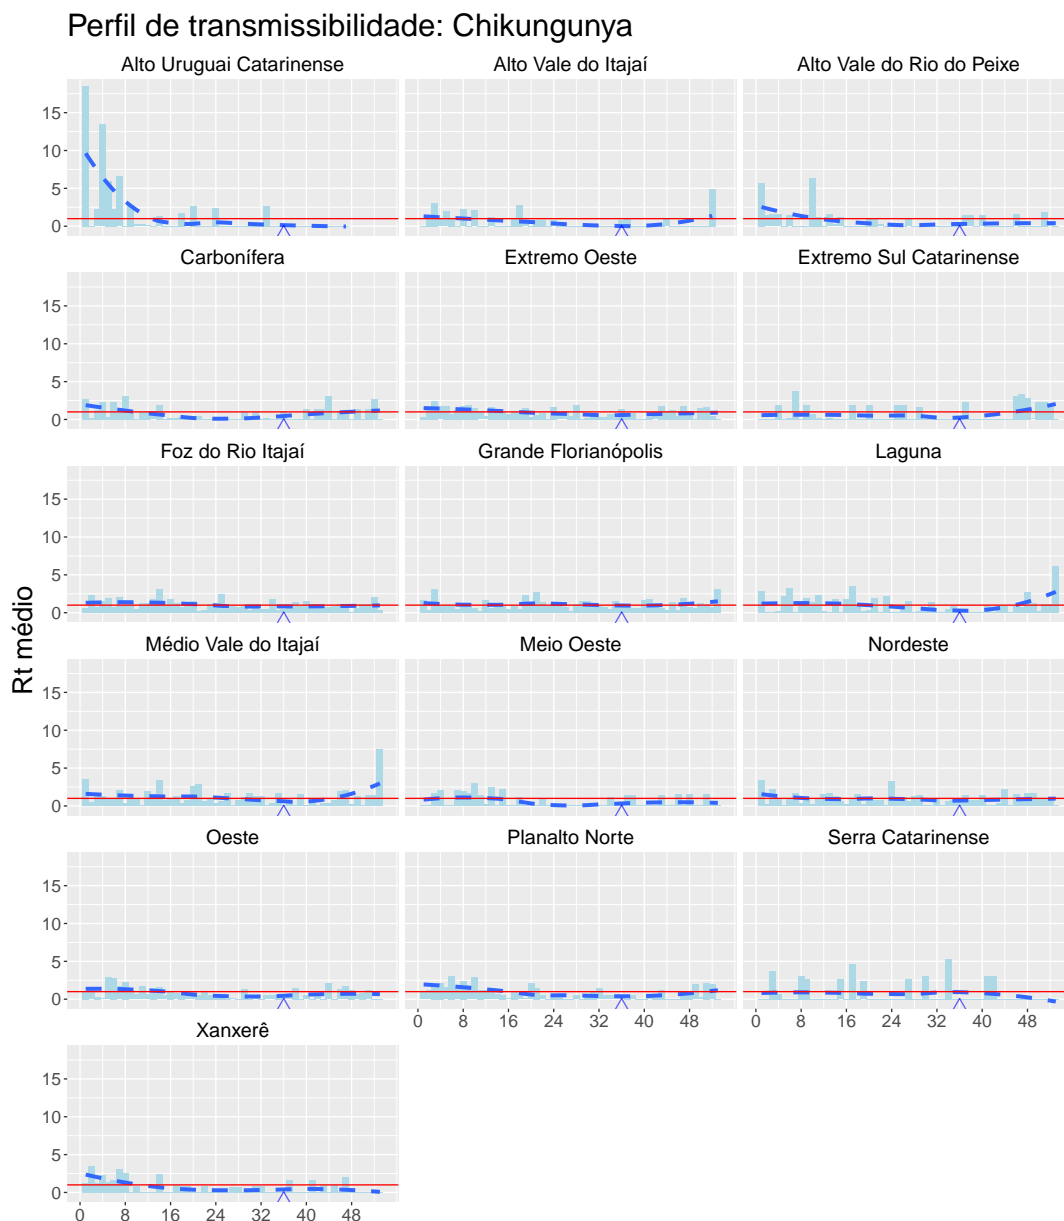 Perfil de transmissibilidade: Chikungunya
Alto Uruguai Catarinense
Alto Vale do Itajaí
Alto Vale do Rio do Peixe
15
10
5
0
Carbonífera
Extremo Oeste
Extremo Sul Catarinense
15
10
5
0
Foz do Rio Itajaí
Grande Florianópolis
Laguna
15
10
5
0
Rt médio
Médio Vale do Itajaí
Meio Oeste
Nordeste
15
10
5
0
Oeste
Planalto Norte
Serra Catarinense
15
10
5
0
0 8 16 24 32 40 48
0 8 16 24 32 40 48
Xanxerê
15
10
5
0
0 8 16 24 32 40 48